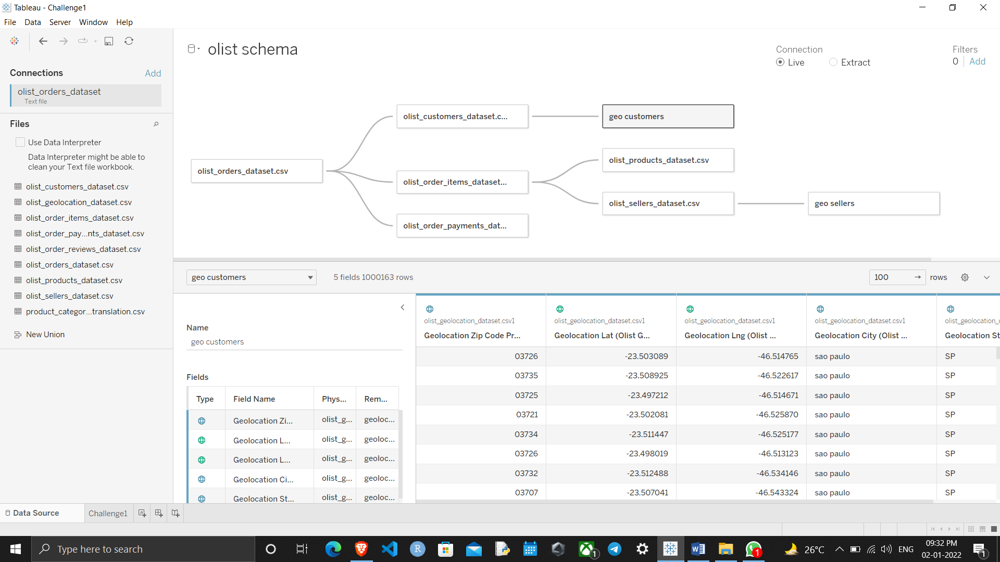 Tableau - Challenge1
File Data Server Window Help
Connections Add
olist_orders_dataset
Text file
Files
Use Data Interpreter
Data Interpreter might be able to
clean your Text file workbook.
olist_customers_dataset.csv
olist_geolocation_dataset.csv
olist_order_items_dataset.csv
olist_order_pay...nts_dataset.csv
olist_order_reviews_dataset.csv
olist_orders_dataset.csv
olist_products_dataset.csv
olist_sellers_dataset.csv
product_categor...translation.csv
New Union
olist schema
Connection
Live Extract
Filters
0 Add
olist_orders_dataset.csv
olist_customers_dataset.c...
olist_order_items_dataset...
olist_order_payments_dat...
geo customers
olist_products_dataset.csv
olist_sellers_dataset.csv
geo sellers
geo customers 5 fields 1000163 rows 100 rows
Name
geo customers
Fields
Type Field Name Phys... Rem...
Geolocation Zi... olist_g... geoloc...
Geolocation L... olist_g... geoloc...
Geolocation L... olist_g... geoloc...
Geolocation Ci... olist_g... geoloc...
Geolocation St... olist_g... geoloc...
olist_geolocation_dataset.csv1 olist_geolocation_dataset.csv1 olist_geolocation_dataset.csv1 olist_geolocation_dataset.csv1 olist_geolocation_c
Geolocation Zip Code Pr... Geolocation Lat (Olist G... Geolocation Lng (Olist ... Geolocation City (Olist ... Geolocation St
03726 -23.503089 -46.514765 sao paulo SP
03735 -23.508925 -46.522617 sao paulo SP
03725 -23.497212 -46.514671 sao paulo SP
03721 -23.502081 -46.525870 sao paulo SP
03734 -23.511447 -46.525177 sao paulo SP
03726 -23.498019 -46.513123 sao paulo SP
03732 -23.512488 -46.534146 sao paulo SP
03707 -23.507041 -46.543324 sao paulo SP
Data Source Challenge1
Type here to search
R
1
1
26°C
ENG
09:32 PM
02-01-2022
1